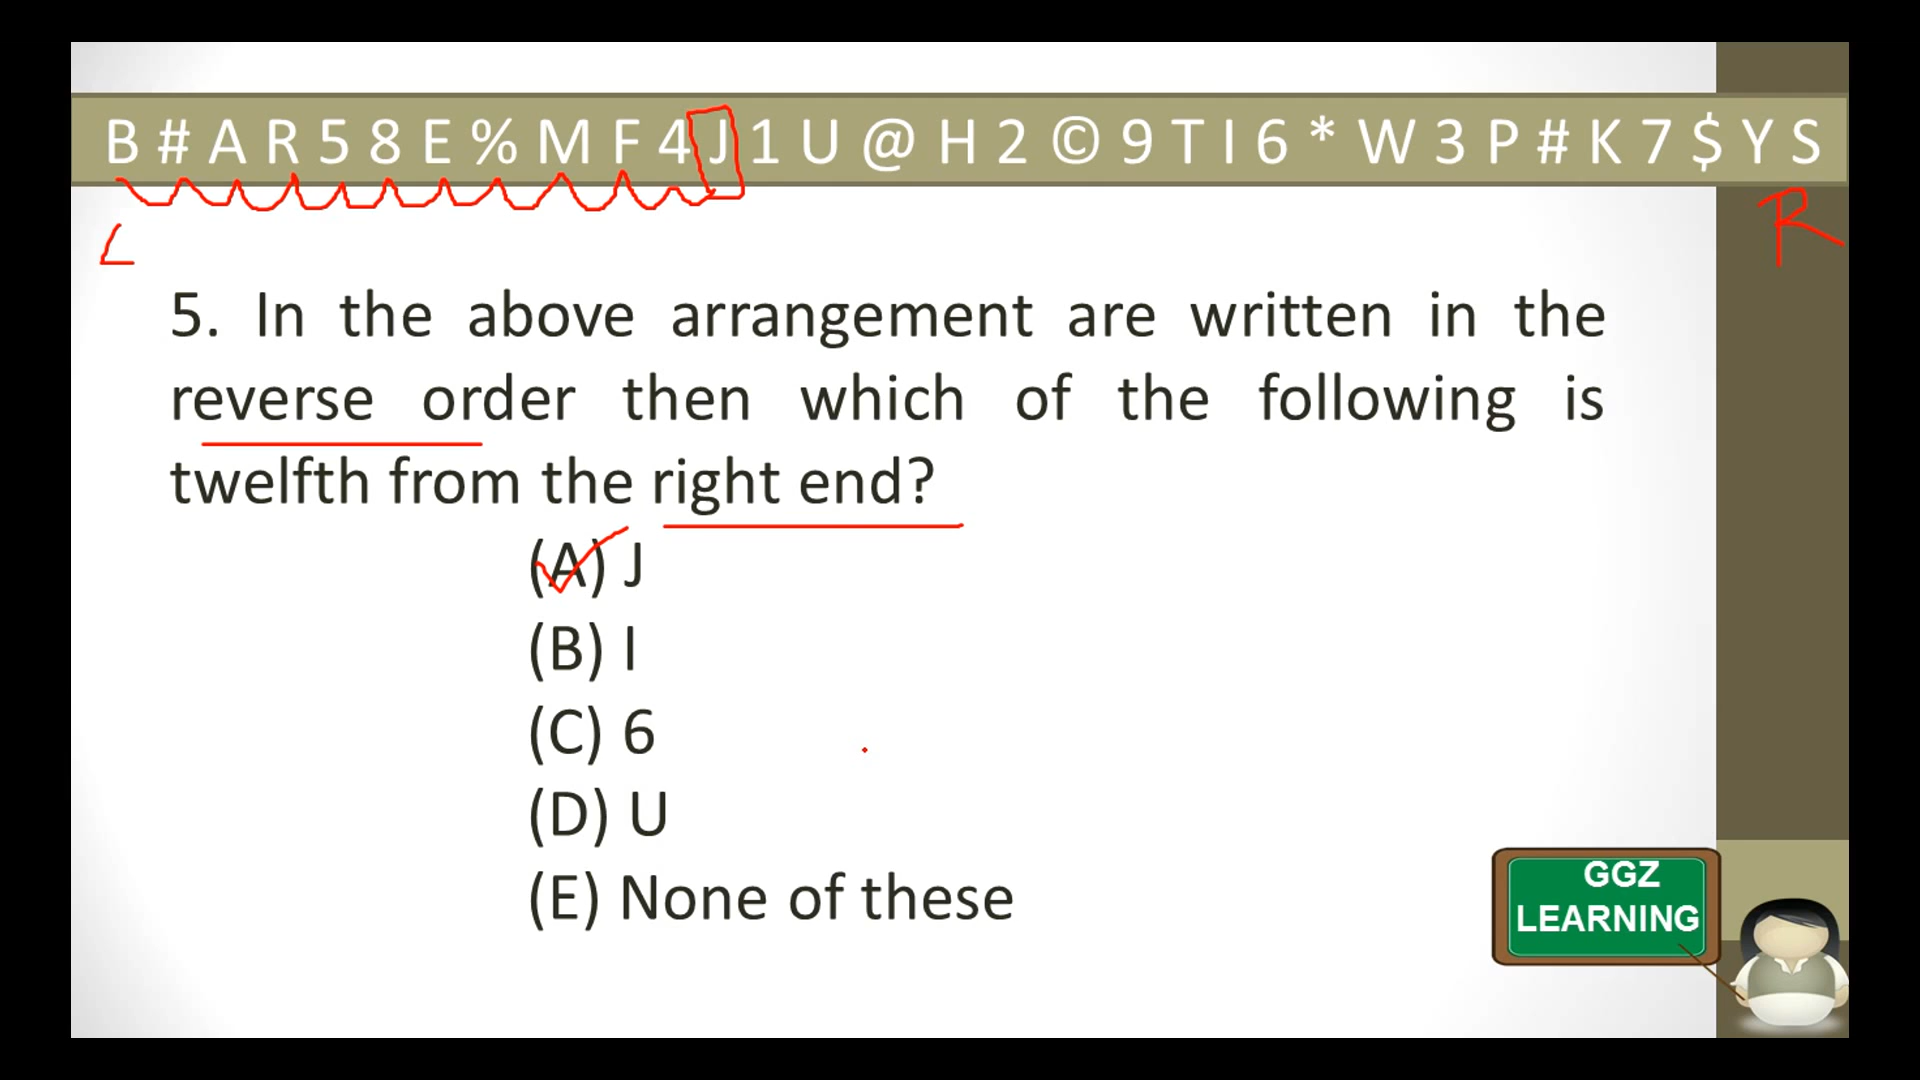 B # A R 5 8 E % M F 4 J 1 U @ H 2 © 9 T I 6 * W 3 P # K 7 $ Y S
L
R
5. In the above arrangement are written in the
reverse order then which of the following is
twelfth from the right end?
(A) J
(B) I
(C) 6
(D) U
(E) None of these
GGZ
LEARNING